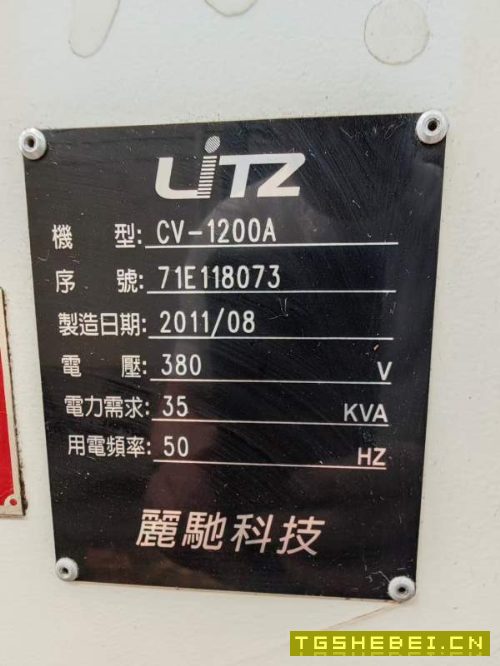 LiTZ
機 型: CV-1200A
序 號: 71E118073
製造日期: 2011/08
電 壓: 380 V
電力需求: 35 KVA
用電頻率: 50 HZ
麗馳科技
TGSHEBEI.CN